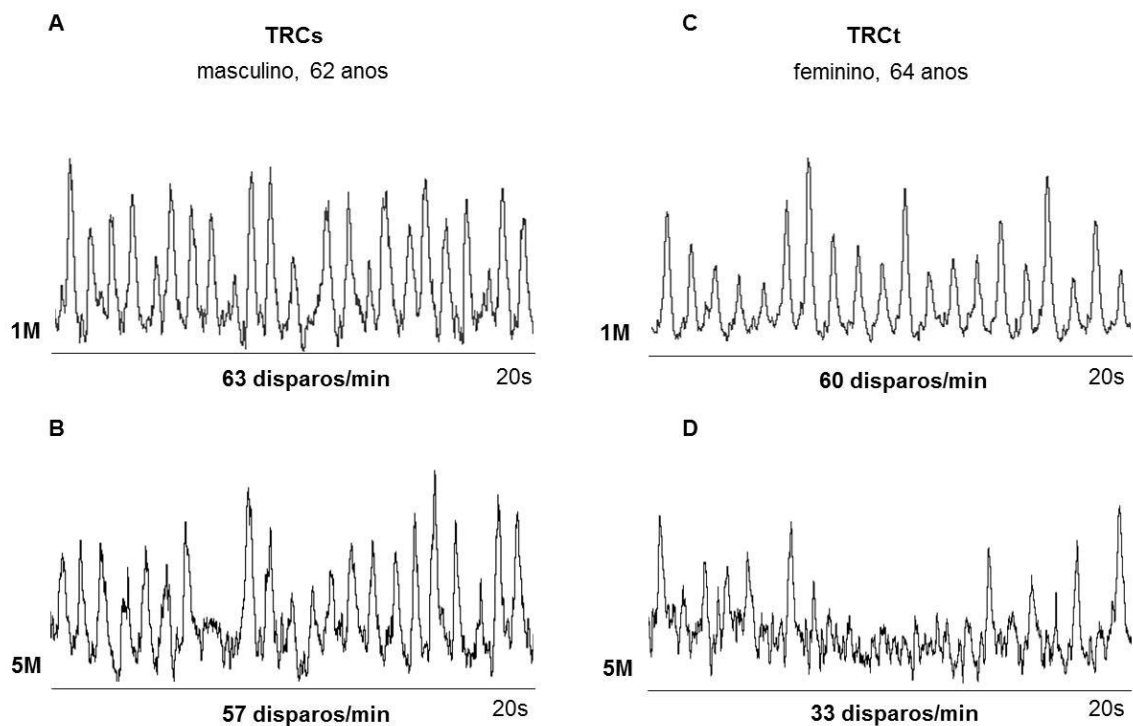 A
TRCs
masculino, 62 anos
1M
63 disparos/min
20s
B
5M
57 disparos/min
20s
C
TRCt
feminino, 64 anos
1M
60 disparos/min
20s
D
5M
33 disparos/min
20s